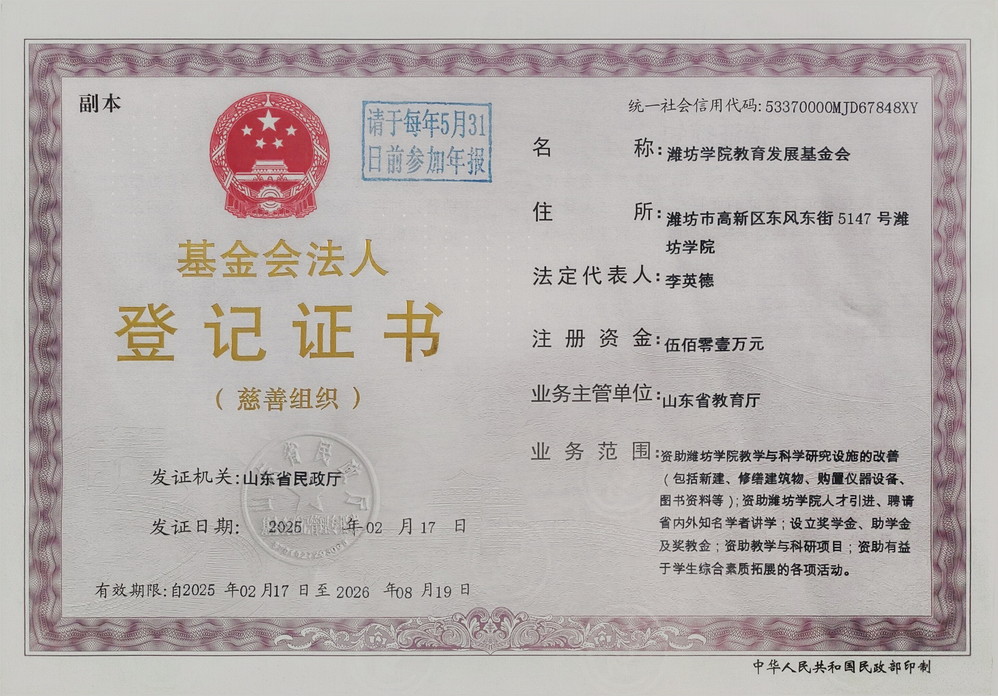 副本
请于每年5月31
日前参加年报
统一社会信用代码:53370000MJD67848XY
基金会法人
登记证书
（慈善组织）
发证机关:山东省民政厅
发证日期: 2025 年 02 月 17 日
有效期限:自2025 年02 月17 日至 2026 年08 月19 日
名称:潍坊学院教育发展基金会
住所:潍坊市高新区东风东街 5147 号潍
坊学院
法定代表人:李英德
注册资金:伍佰零壹万元
业务主管单位:山东省教育厅
业务范围:资助潍坊学院教学与科学研究设施的改善
（包括新建、修缮建筑物、购置仪器设备、
图书资料等）；资助潍坊学院人才引进、聘请
省内外知名学者讲学；设立奖学金、助学金
及奖教金；资助教学与科研项目；资助有益
于学生综合素质拓展的各项活动。
中华人民共和国民政部印制